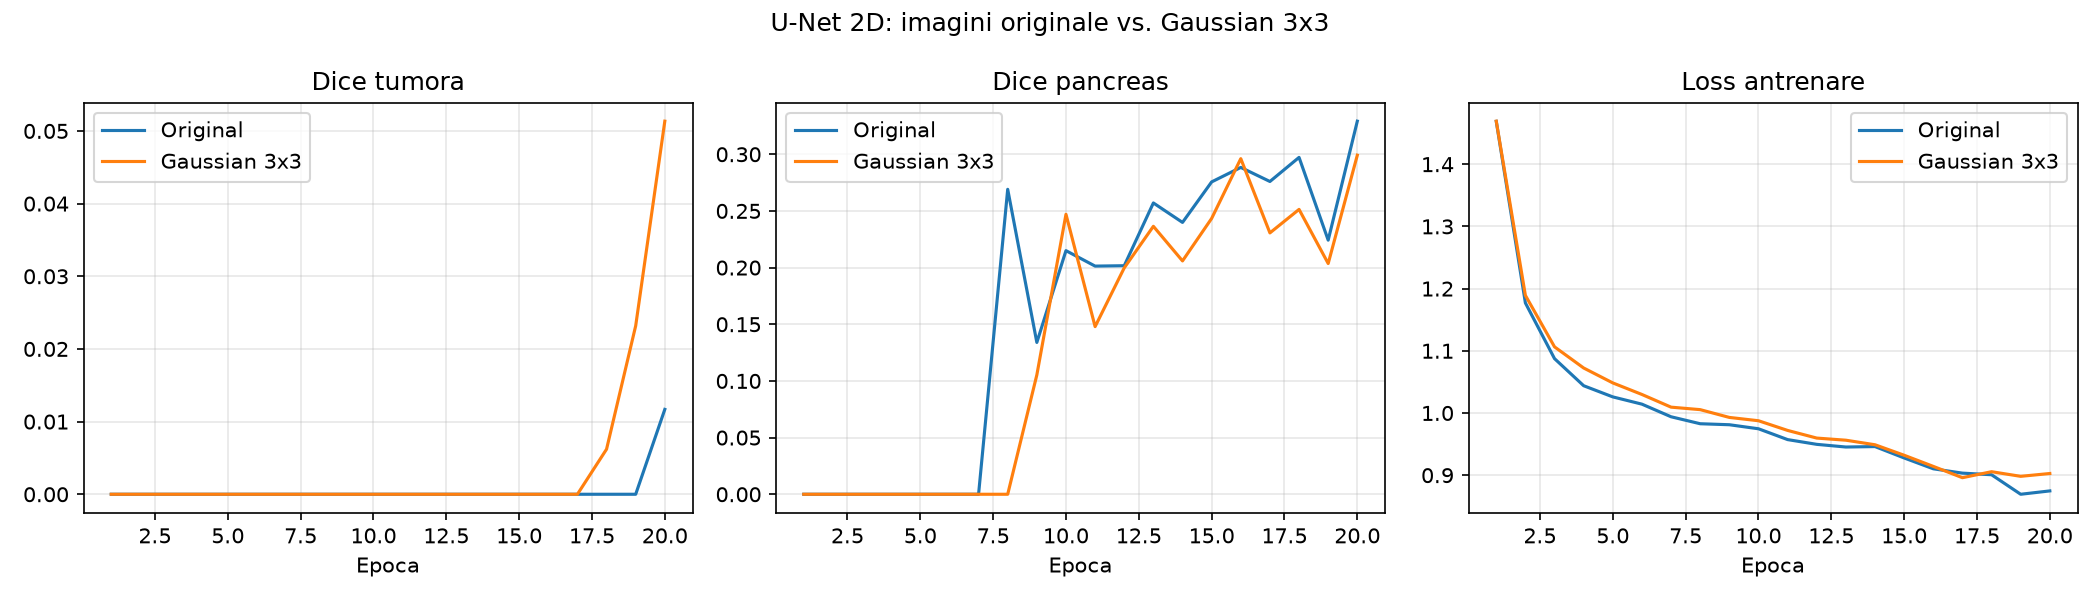 U-Net 2D: imagini originale vs. Gaussian 3x3
Dice tumora
Original
Gaussian 3x3
0.05
0.04
0.03
0.02
0.01
0.00
2.5 5.0 7.5 10.0 12.5 15.0 17.5 20.0
Epoca
Dice pancreas
Original
Gaussian 3x3
0.30
0.25
0.20
0.15
0.10
0.05
0.00
2.5 5.0 7.5 10.0 12.5 15.0 17.5 20.0
Epoca
Loss antrenare
Original
Gaussian 3x3
1.4
1.3
1.2
1.1
1.0
0.9
2.5 5.0 7.5 10.0 12.5 15.0 17.5 20.0
Epoca